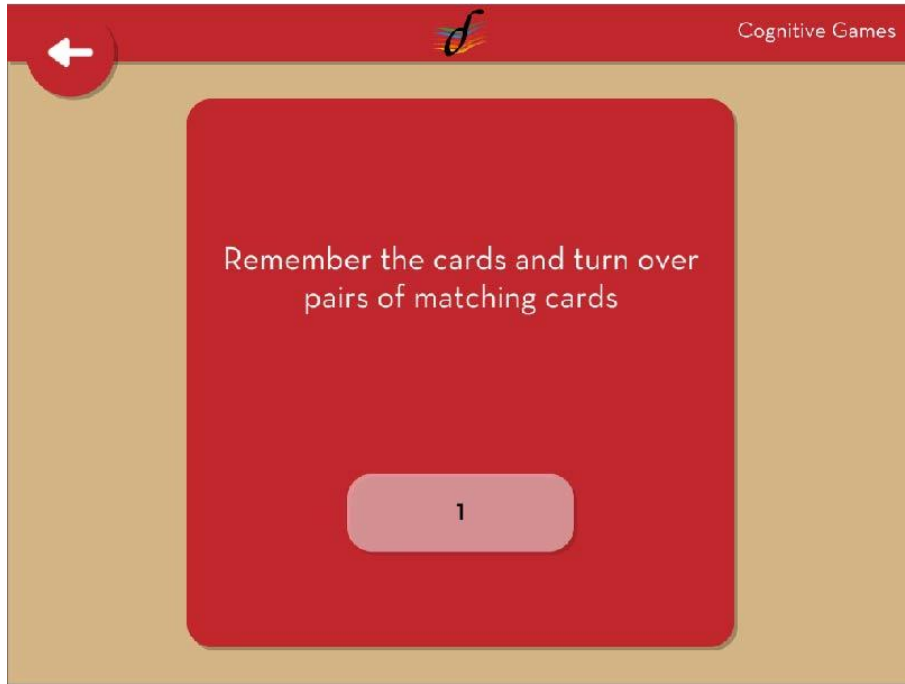 Cognitive Games
Remember the cards and turn over
pairs of matching cards
1